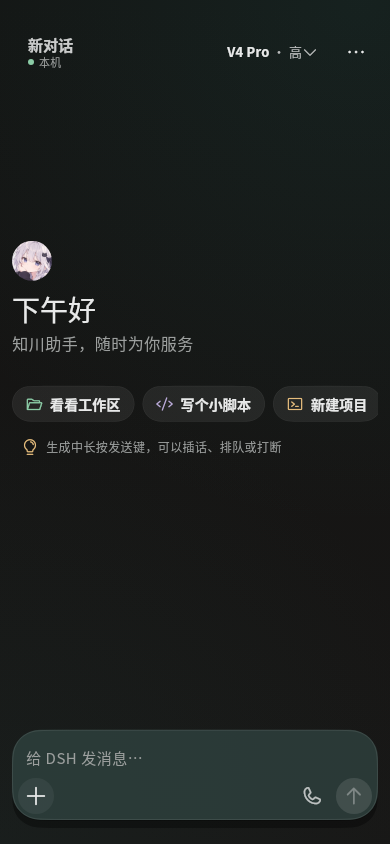 新对话
本机
V4 Pro · 高
下午好
知川助手，随时为你服务
看看工作区
写个小脚本
新建项目
生成中长按发送键，可以插话、排队或打断
给 DSH 发消息…